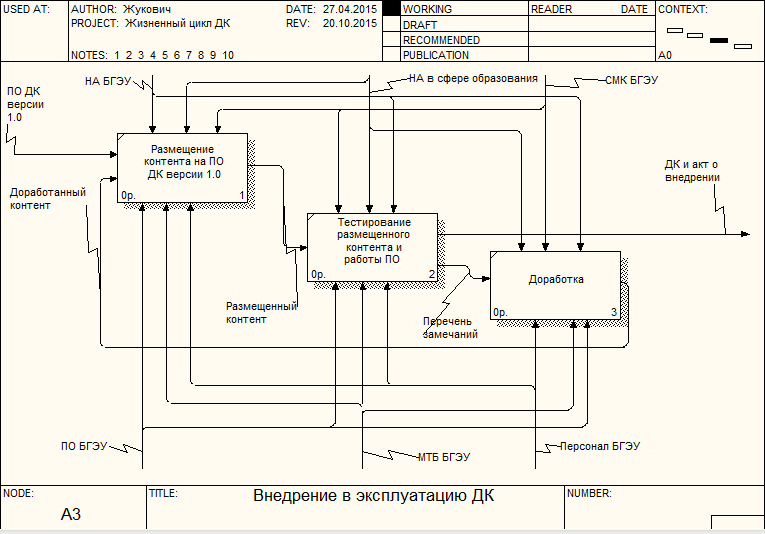 USED AT:
AUTHOR: Жукович
DATE: 27.04.2015
PROJECT: Жизненный цикл ДК
REV: 20.10.2015
NOTES: 1 2 3 4 5 6 7 8 9 10
WORKING
DRAFT
RECOMMENDED
PUBLICATION
READER
DATE
CONTEXT:
A0
НА БГЭУ
НА в сфере образования
СМК БГЭУ
ПО ДК
версии
1.0
Размещение
контента на ПО
ДК версии 1.0
0р.
1
ДК и акт о
внедрении
Доработанный
контент
Тестирование
размещенного
контента и
работы ПО
0р.
2
Доработка
0р.
3
Размещенный
контент
Перечень
замечаний
ПО БГЭУ
МТБ БГЭУ
Персонал БГЭУ
NODE:
A3
TITLE:
Внедрение в эксплуатацию ДК
NUMBER: